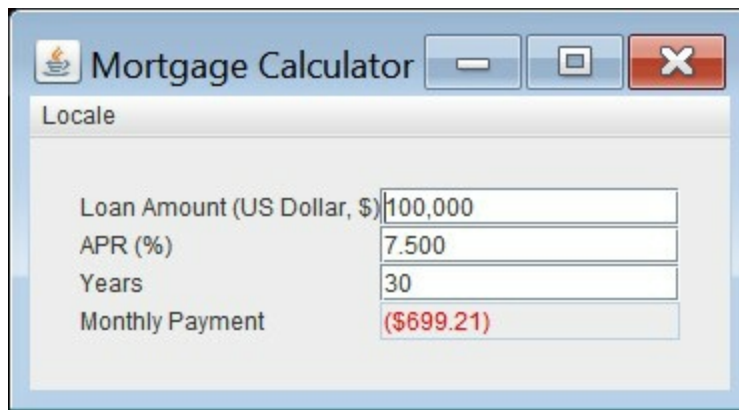 Mortgage Calculator
Locale
Loan Amount (US Dollar, $) 100,000
APR (%) 7.500
Years 30
Monthly Payment ($699.21)